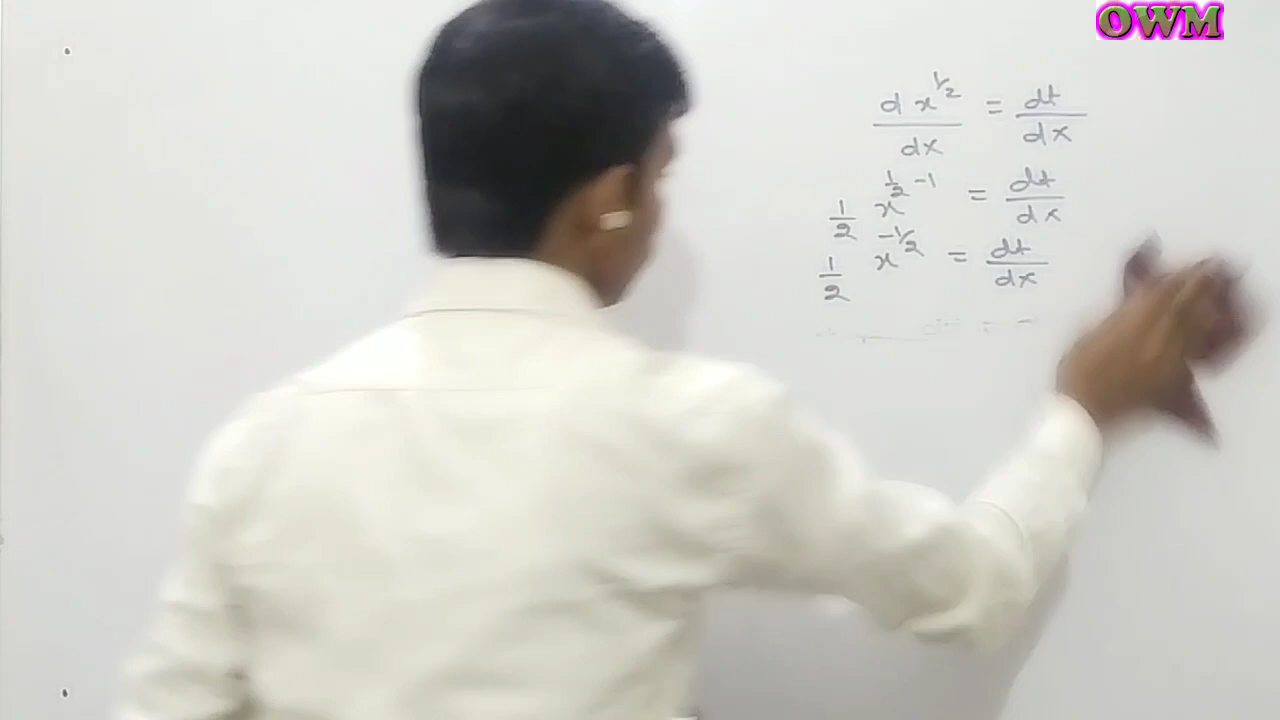 OWM
d x^1/2 / dx = dt / dx
1/2 x^1/2 -1 = dt / dx
1/2 x^-1/2 = dt / dx